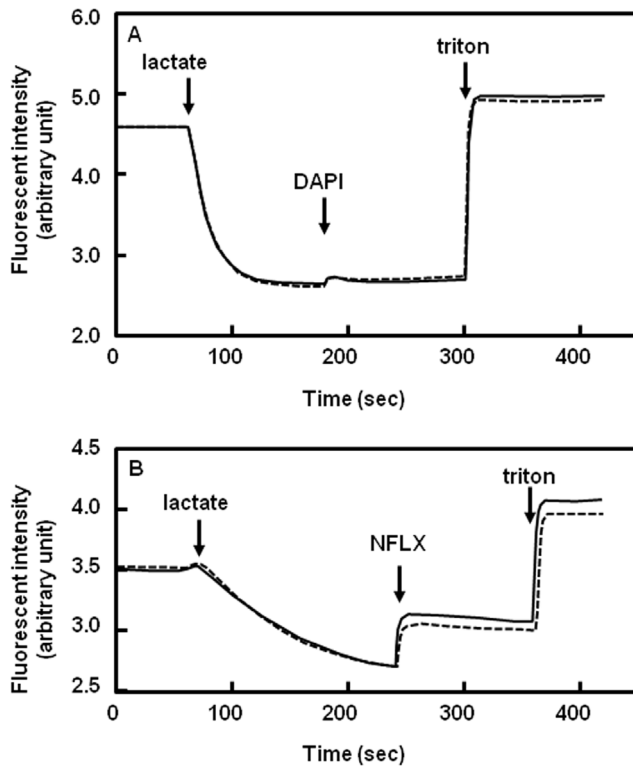 6.0
A
triton
lactate
5.0
4.0
DAPI
3.0
2.0
Fluorescent intensity
(arbitrary unit)
0
100
200
300
400
Time (sec)
4.5
B
triton
lactate
4.0
NFLX
3.5
3.0
2.5
Fluorescent intensity
(arbitrary unit)
0
100
200
300
400
Time (sec)